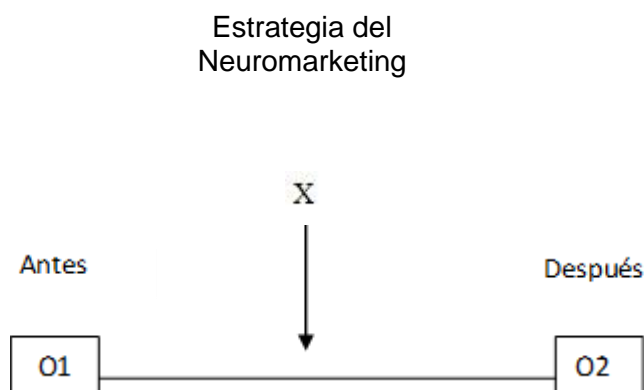 Estrategia del
Neuromarketing
X
Antes
Después
O1
O2